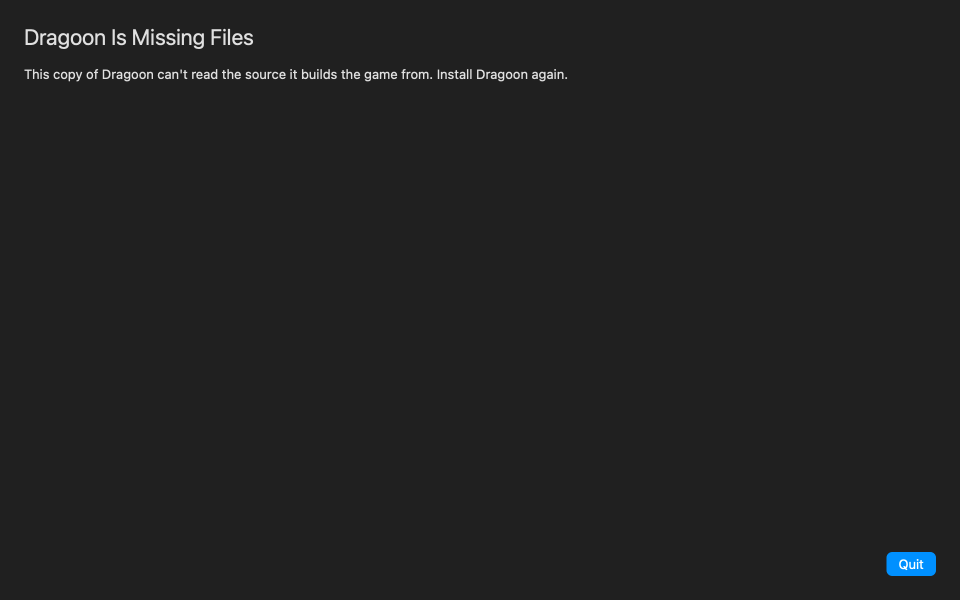 Dragoon Is Missing Files
This copy of Dragoon can't read the source it builds the game from. Install Dragoon again.
Quit